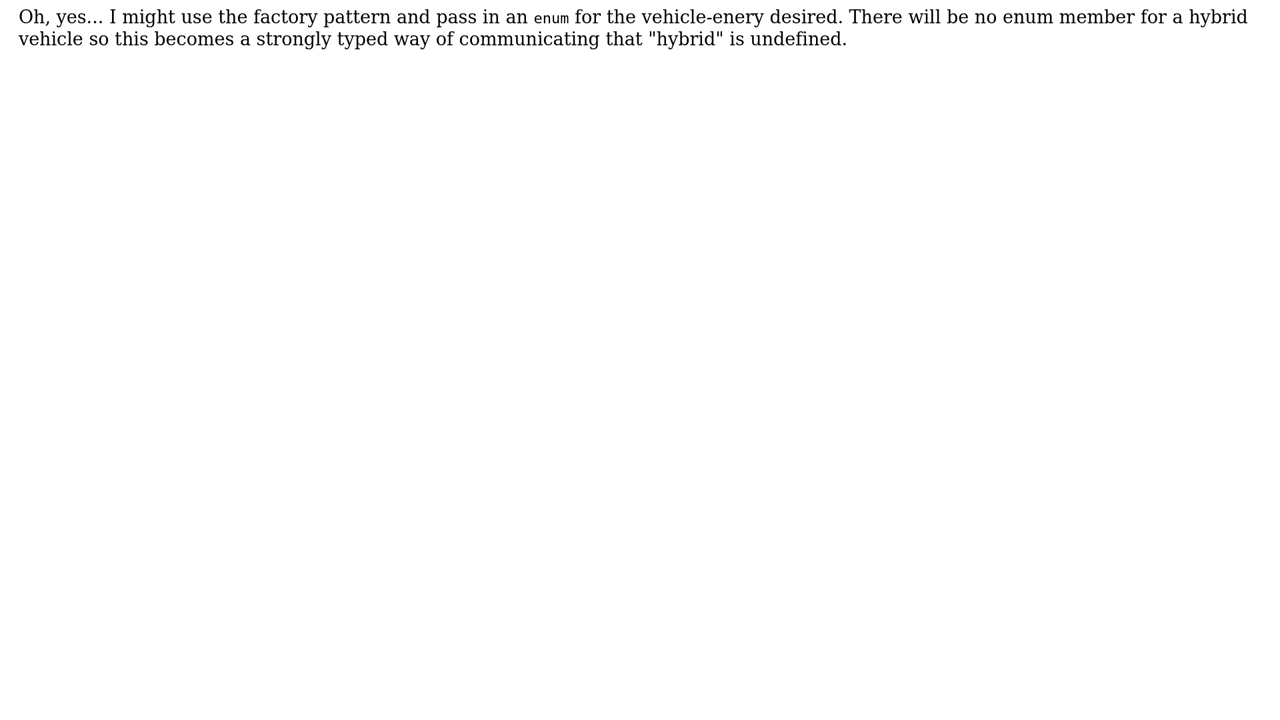 Oh, yes... I might use the factory pattern and pass in an enum for the vehicle-enery desired. There will be no enum member for a hybrid
vehicle so this becomes a strongly typed way of communicating that "hybrid" is undefined.